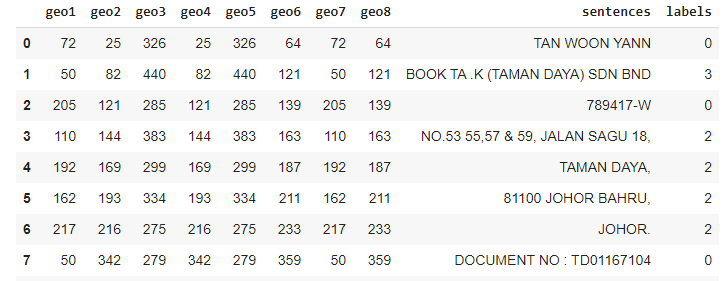 geo1 geo2 geo3 geo4 geo5 geo6 geo7 geo8 sentences labels
0 72 25 326 25 326 64 72 64 TAN WOON YANN 0
1 50 82 440 82 440 121 50 121 BOOK TA .K (TAMAN DAYA) SDN BND 3
2 205 121 285 121 285 139 205 139 789417-W 0
3 110 144 383 144 383 163 110 163 NO.53 55,57 & 59, JALAN SAGU 18, 2
4 192 169 299 169 299 187 192 187 TAMAN DAYA, 2
5 162 193 334 193 334 211 162 211 81100 JOHOR BAHRU, 2
6 217 216 275 216 275 233 217 233 JOHOR. 2
7 50 342 279 342 279 359 50 359 DOCUMENT NO : TD01167104 0